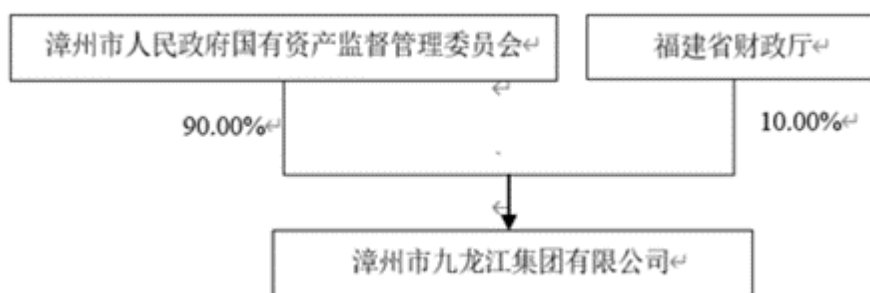 漳州市人民政府国有资产监督管理委员会↵
福建省财政厅↵
↵
90.00%↵
10.00%↵
↵
漳州市九龙江集团有限公司↵